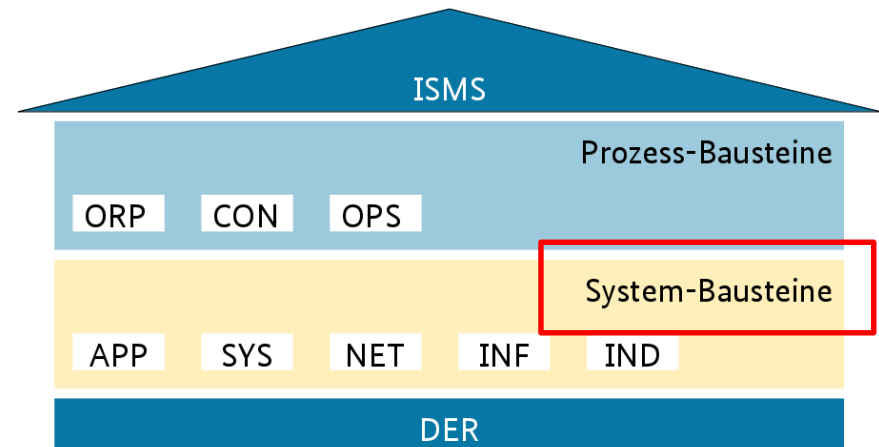 ISMS
Prozess-Bausteine
ORP CON OPS
System-Bausteine
APP SYS NET INF IND
DER